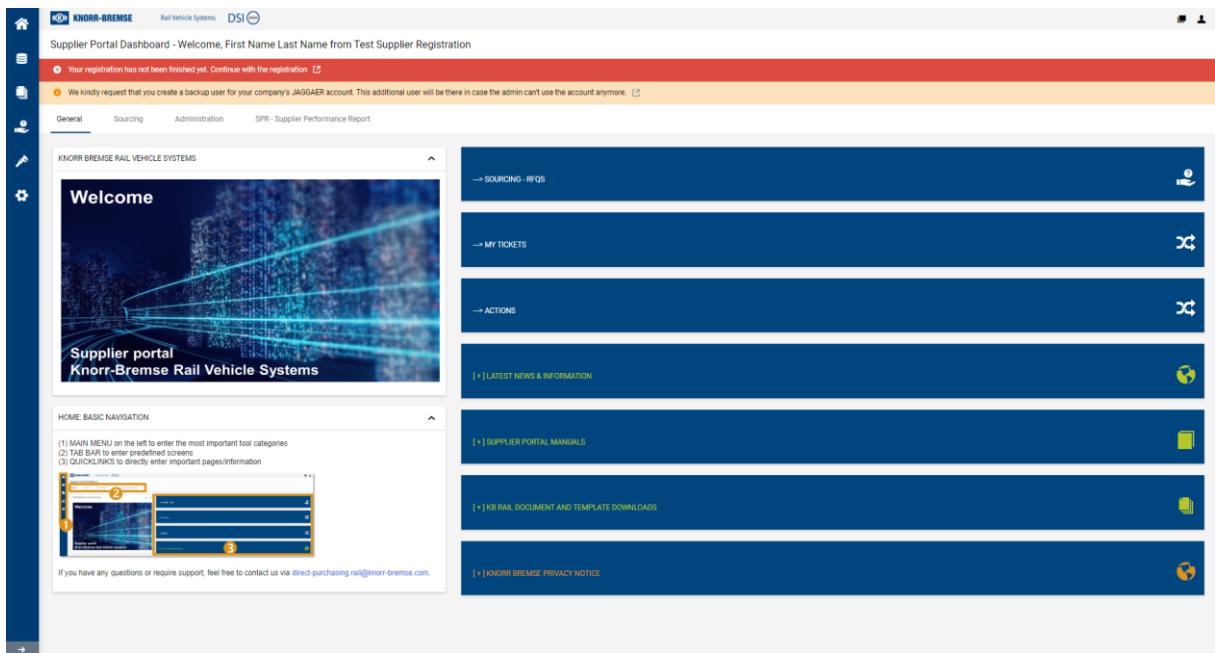 KNORR-BREMSE
Rail Vehicle Systems
DSI
Supplier Portal Dashboard - Welcome, First Name Last Name from Test Supplier Registration
Your registration has not been finished yet. Continue with the registration
We kindly request that you create a backup user for your company's JAGGAER account. This additional user will be there in case the admin can't use the account anymore.
General
Sourcing
Administration
SPR - Supplier Performance Report
KNORR BREMSE RAIL VEHICLE SYSTEMS
Welcome
Supplier portal
Knorr-Bremse Rail Vehicle Systems
HOME: BASIC NAVIGATION
(1) MAIN MENU on the left to enter the most important tool categories
(2) TAB BAR to enter predefined screens
(3) QUICKLINKS to directly enter important pages/information
Welcome
1
2
3
If you have any questions or require support, feel free to contact us via direct-purchasing.rail@knorr-bremse.com.
---> SOURCING - RFQS
---> MY TICKETS
---> ACTIONS
[ + ] LATEST NEWS & INFORMATION
[ + ] SUPPLIER PORTAL MANUALS
[ + ] KB RAIL DOCUMENT AND TEMPLATE DOWNLOADS
[ + ] KNORR BREMSE PRIVACY NOTICE